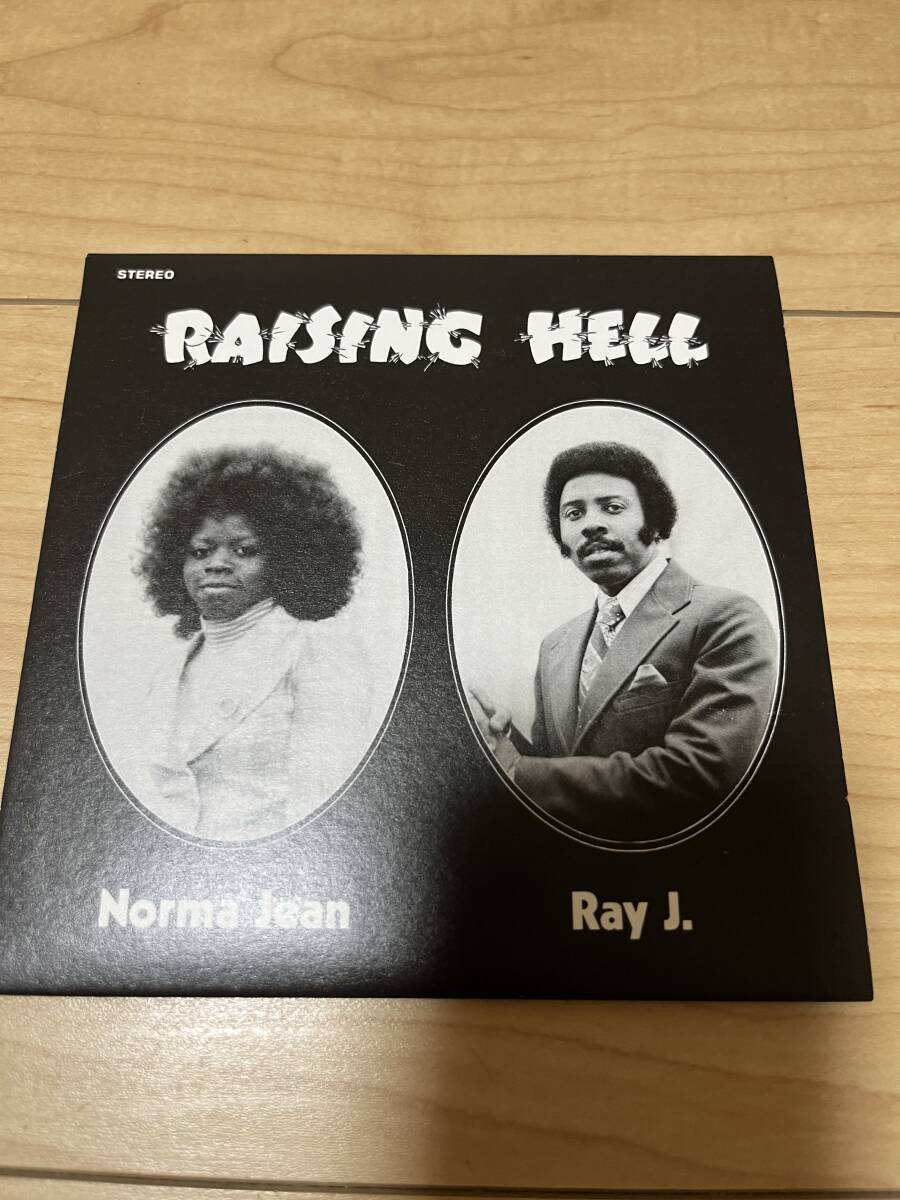 STEREO
RAISING HELL
Norma Jean
Ray J.